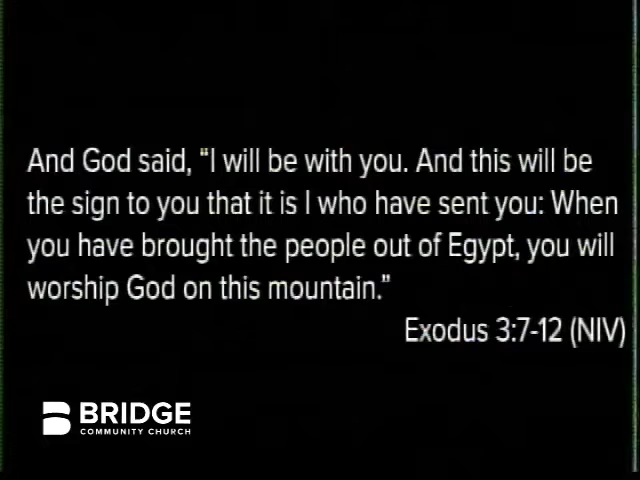 And God said, “I will be with you. And this will be
the sign to you that it is I who have sent you: When
you have brought the people out of Egypt, you will
worship God on this mountain.”
Exodus 3:7-12 (NIV)
BRIDGE
COMMUNITY CHURCH